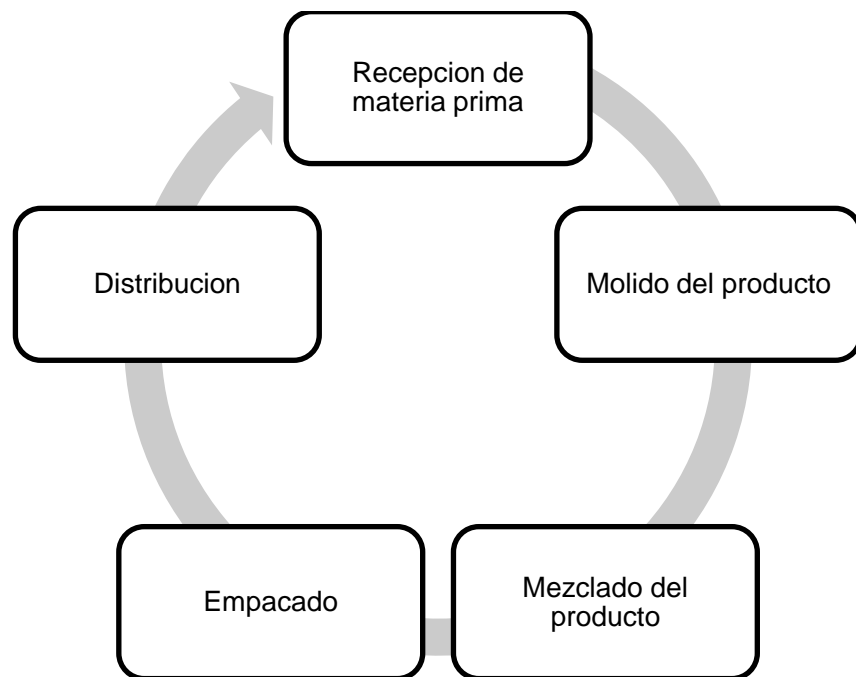 Recepcion de
materia prima
Molido del producto
Mezclado del
producto
Empacado
Distribucion